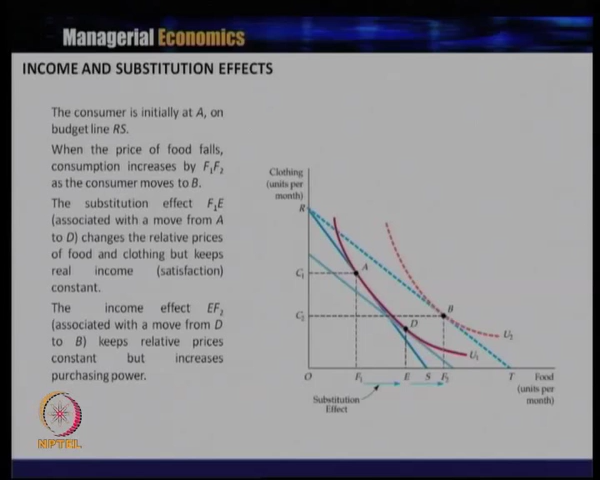 Managerial Economics
INCOME AND SUBSTITUTION EFFECTS
The consumer is initially at A, on
budget line RS.
When the price of food falls,
consumption increases by F₁F₂
as the consumer moves to B.
The substitution effect F₁E
(associated with a move from A
to D) changes the relative prices
of food and clothing but keeps
real income (satisfaction)
constant.
The income effect EF₂
(associated with a move from D
to B) keeps relative prices
constant but increases
purchasing power.
Clothing
(units per
month)
R
A
C₁
B
C₂
D
U₂
U₁
O
F₁
E
S
F₂
T
Food
(units per
month)
Substitution
Effect
NPTEL